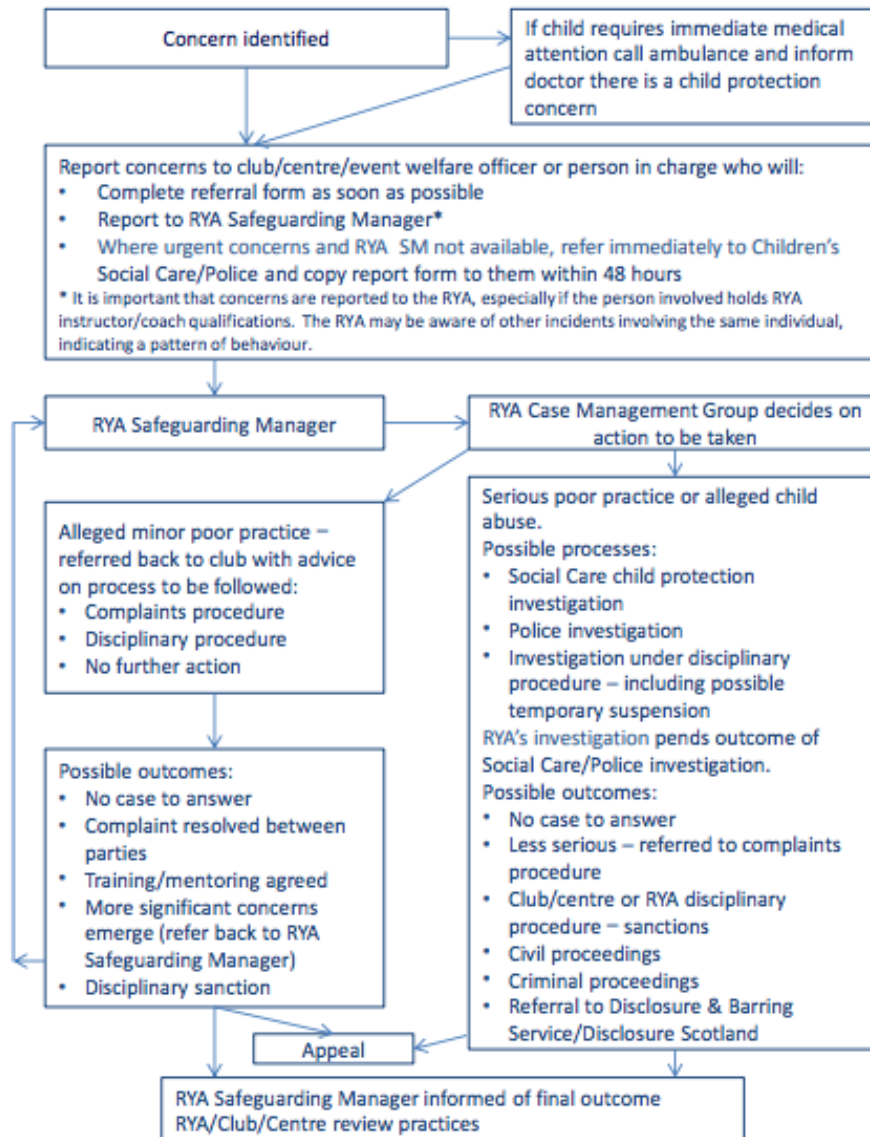 Concern identified
If child requires immediate medical
attention call ambulance and inform
doctor there is a child protection
concern
Report concerns to club/centre/event welfare officer or person in charge who will:
• Complete referral form as soon as possible
• Report to RYA Safeguarding Manager*
• Where urgent concerns and RYA SM not available, refer immediately to Children's
Social Care/Police and copy report form to them within 48 hours
* It is important that concerns are reported to the RYA, especially if the person involved holds RYA
instructor/coach qualifications. The RYA may be aware of other incidents involving the same individual,
indicating a pattern of behaviour.
RYA Safeguarding Manager
RYA Case Management Group decides on
action to be taken
Alleged minor poor practice –
referred back to club with advice
on process to be followed:
• Complaints procedure
• Disciplinary procedure
• No further action
Serious poor practice or alleged child
abuse.
Possible processes:
• Social Care child protection
investigation
• Police investigation
• Investigation under disciplinary
procedure – including possible
temporary suspension
RYA's investigation pends outcome of
Social Care/Police investigation.
Possible outcomes:
• No case to answer
• Less serious – referred to complaints
procedure
• Club/centre or RYA disciplinary
procedure – sanctions
• Civil proceedings
• Criminal proceedings
• Referral to Disclosure & Barring
Service/Disclosure Scotland
Possible outcomes:
• No case to answer
• Complaint resolved between
parties
• Training/mentoring agreed
• More significant concerns
emerge (refer back to RYA
Safeguarding Manager)
• Disciplinary sanction
Appeal
RYA Safeguarding Manager informed of final outcome
RYA/Club/Centre review practices